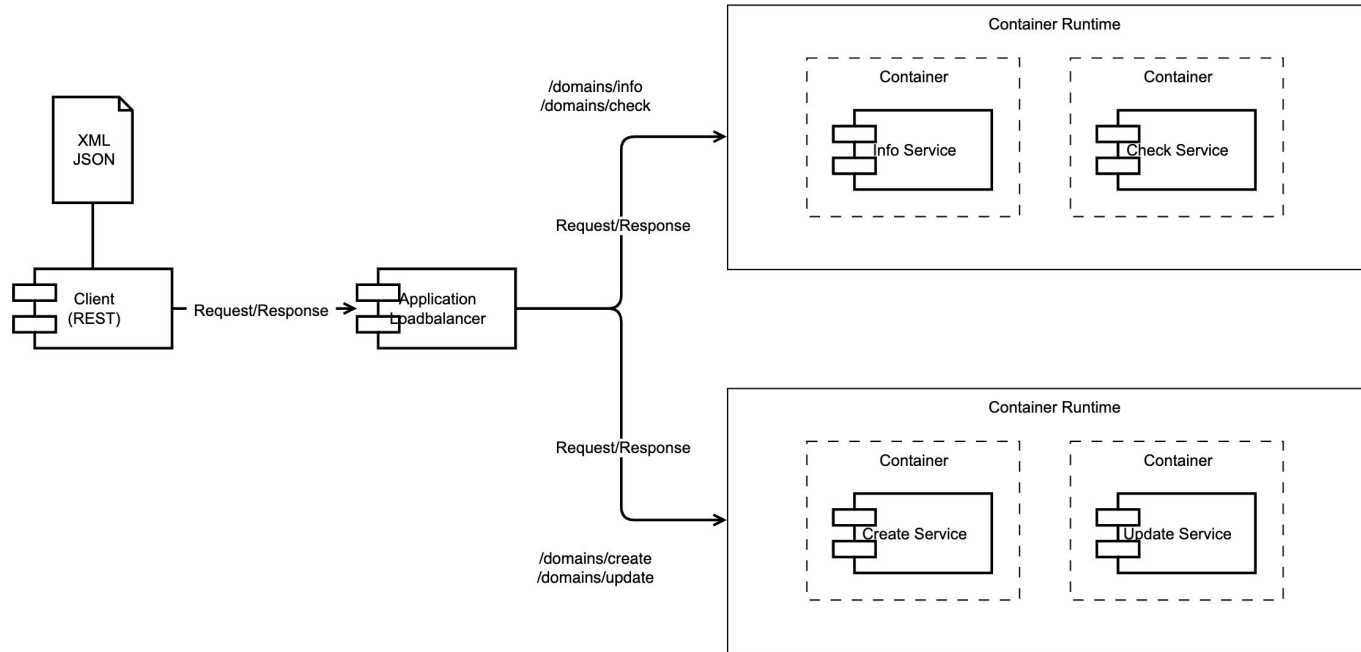 XML
JSON
Client
(REST)
Request/Response
Application
Loadbalancer
/domains/info
/domains/check
Request/Response
Container Runtime
Container
Info Service
Container
Check Service
Request/Response
/domains/create
/domains/update
Container Runtime
Container
Create Service
Container
Update Service